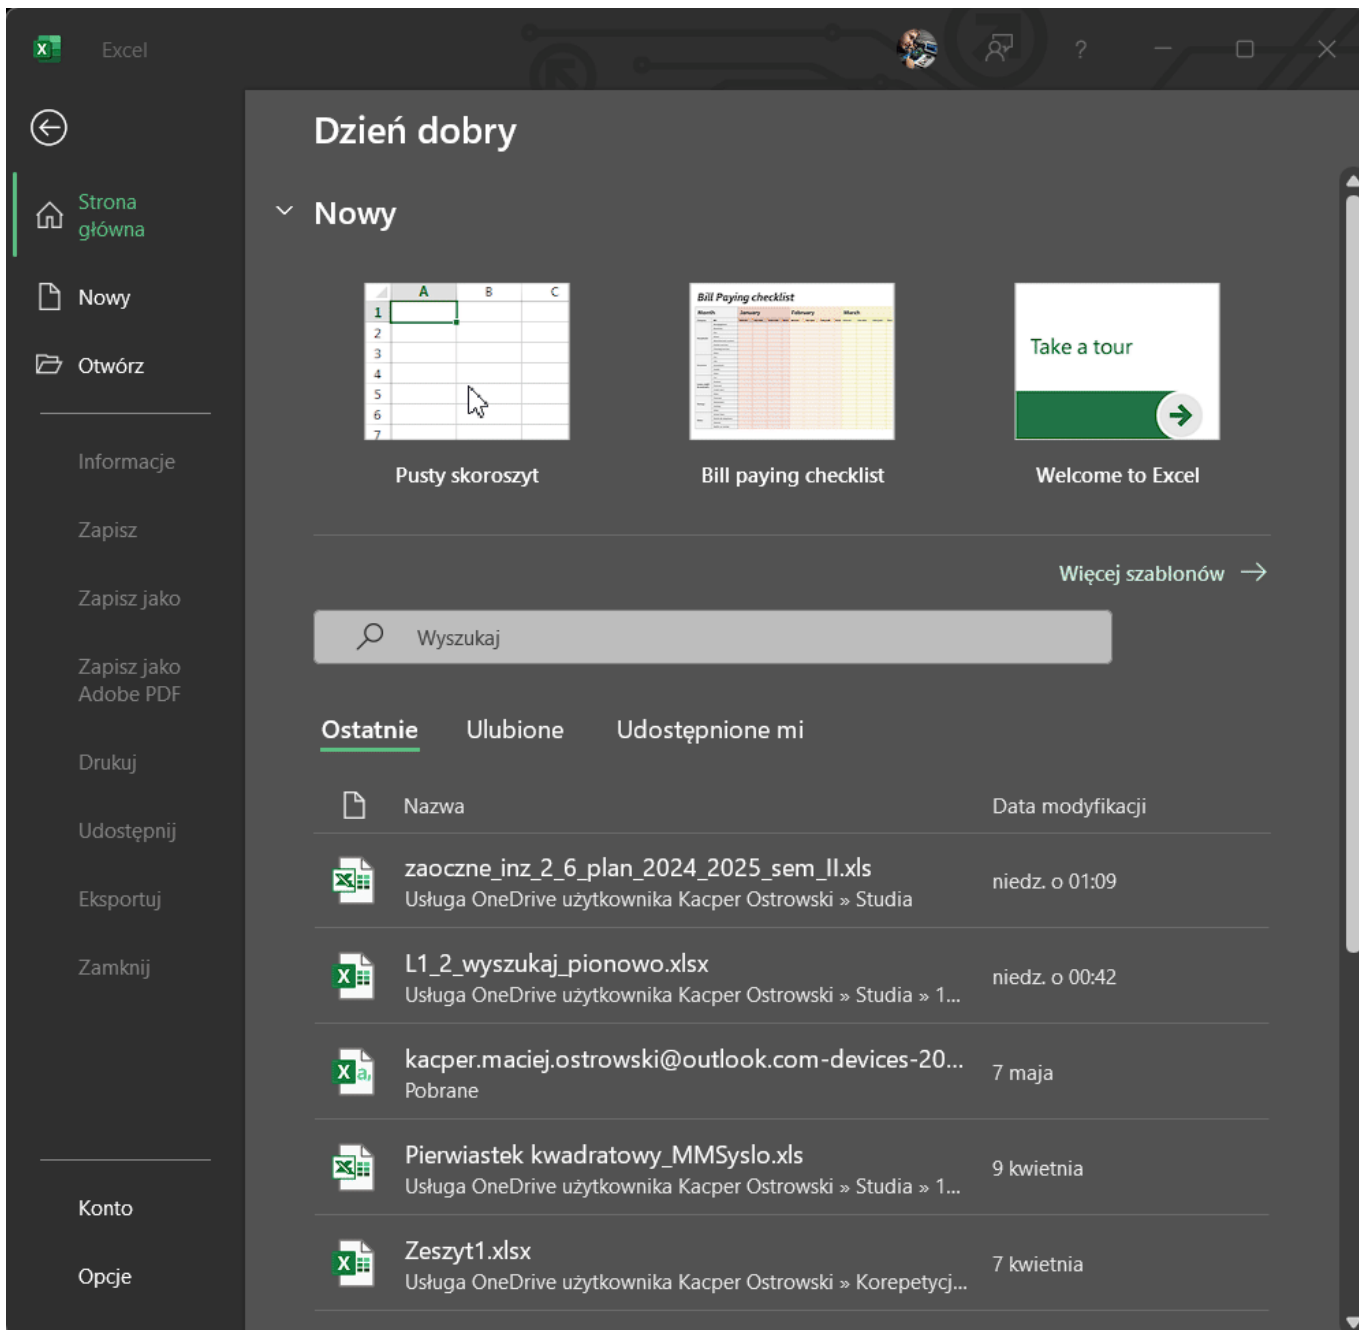 Excel
?
Dzień dobry
Strona
główna
Nowy
Otwórz
Informacje
Zapisz
Zapisz jako
Zapisz jako
Adobe PDF
Drukuj
Udostępnij
Eksportuj
Zamknij
Konto
Opcje
Nowy
A B C
1
2
3
4
5
6
7
Pusty skoroszyt
Bill Paying checklist
Month January February March
Bill paying checklist
Take a tour
Welcome to Excel
Więcej szablonów
Wyszukaj
Ostatnie Ulubione Udostępnione mi
Nazwa Data modyfikacji
zaoczne_inz_2_6_plan_2024_2025_sem_II.xls
Usługa OneDrive użytkownika Kacper Ostrowski » Studia
niedz. o 01:09
L1_2_wyszukaj_pionowo.xlsx
Usługa OneDrive użytkownika Kacper Ostrowski » Studia » 1...
niedz. o 00:42
kacper.maciej.ostrowski@outlook.com-devices-20...
Pobrane
7 maja
Pierwiastek kwadratowy_MMSyslo.xls
Usługa OneDrive użytkownika Kacper Ostrowski » Studia » 1...
9 kwietnia
Zeszyt1.xlsx
Usługa OneDrive użytkownika Kacper Ostrowski » Korepetycj...
7 kwietnia